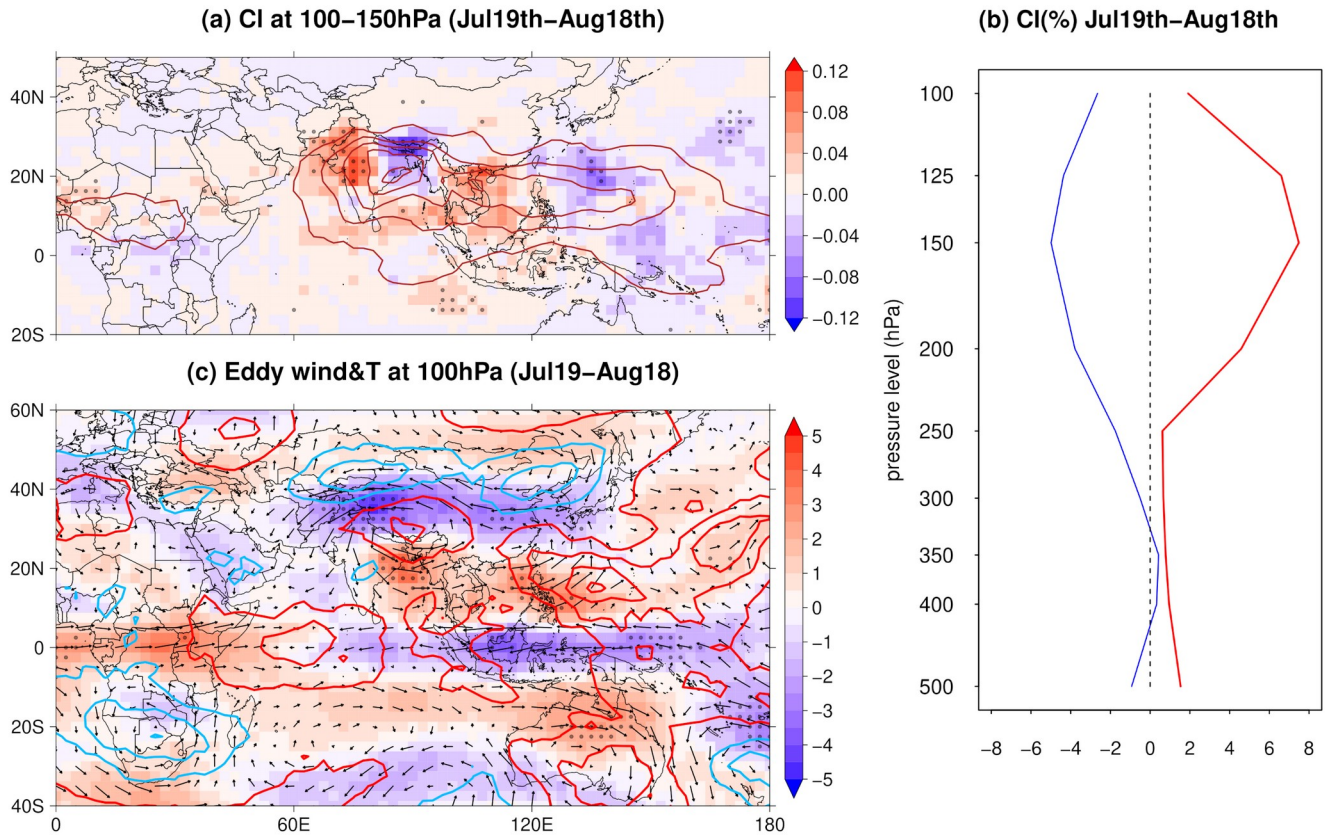 (a) Cl at 100−150hPa (Jul19th−Aug18th)
40N
20N
0
20S
0.12
0.08
0.04
0.00
−0.04
−0.08
−0.12
(b) Cl(%) Jul19th−Aug18th
100
125
150
200
250
300
350
400
500
pressure level (hPa)
−8 −6 −4 −2 0 2 4 6 8
(c) Eddy wind&T at 100hPa (Jul19−Aug18)
60N
40N
20N
0
20S
40S
0 60E 120E 180
5
4
3
2
1
0
−1
−2
−3
−4
−5